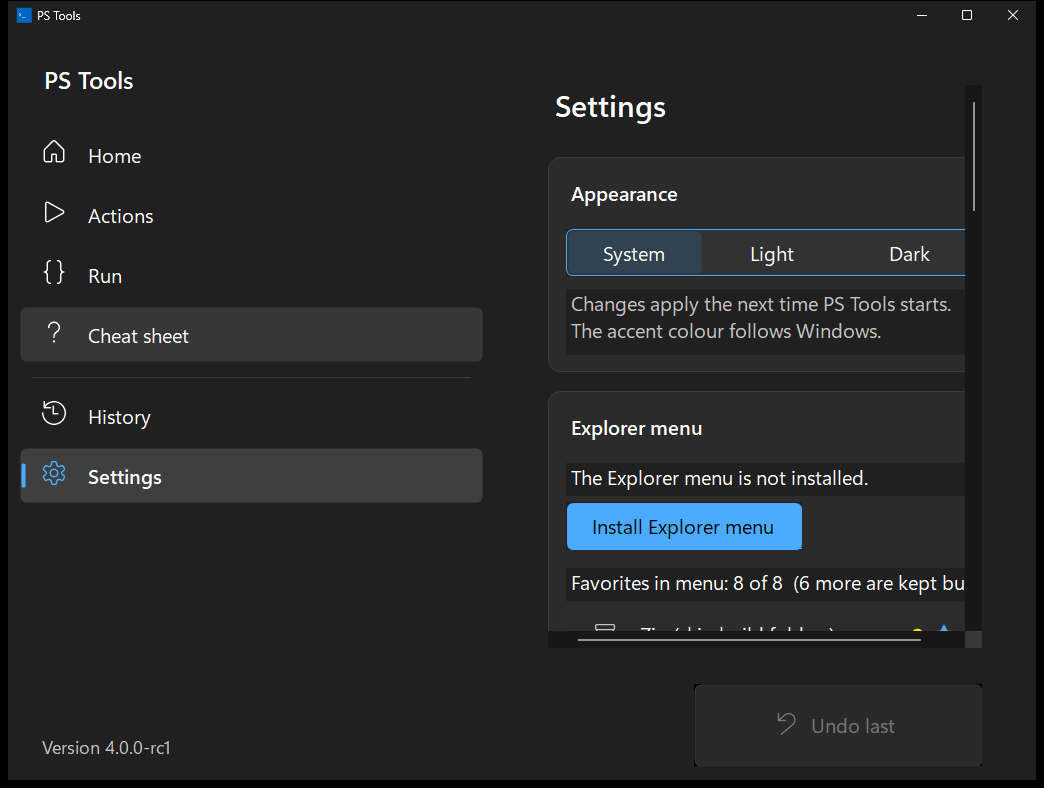 PS Tools
PS Tools
Home
Actions
Run
Cheat sheet
History
Settings
Version 4.0.0-rc1
Settings
Appearance
System Light Dark
Changes apply the next time PS Tools starts.
The accent colour follows Windows.
Explorer menu
The Explorer menu is not installed.
Install Explorer menu
Favorites in menu: 8 of 8 (6 more are kept bu
Undo last